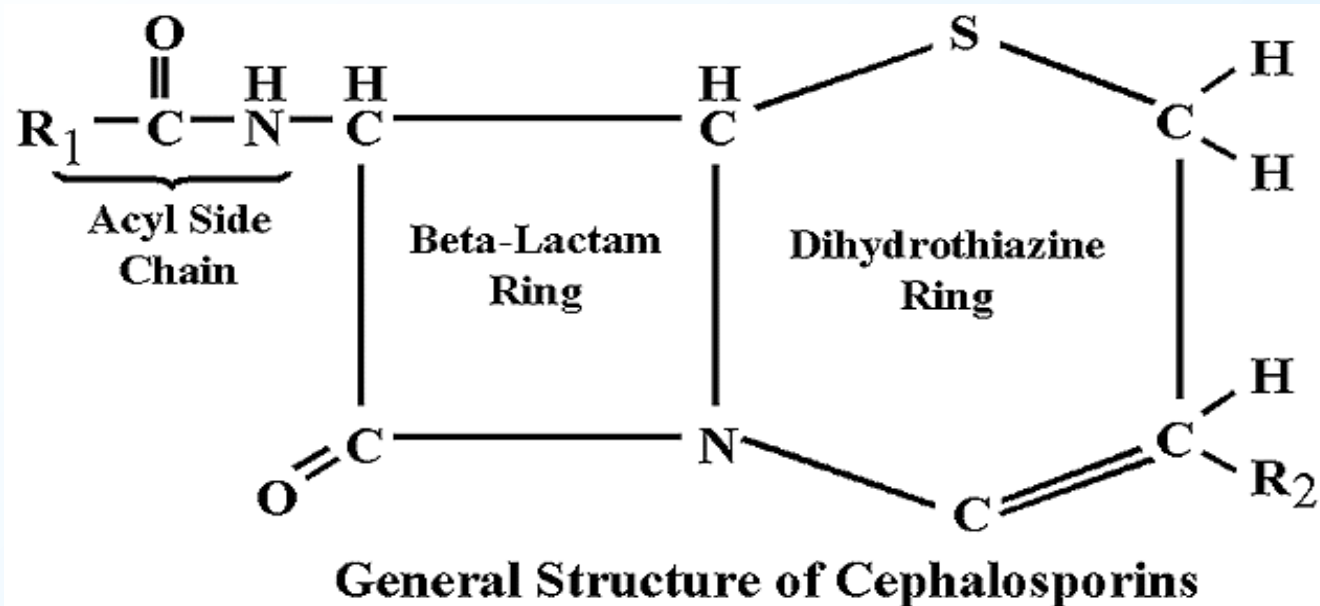 O
S
H
H H H
R1 C N C C C
H
Acyl Side
Chain
Beta-Lactam
Ring
Dihydrothiazine
Ring
H
C N C
O R2
C
General Structure of Cephalosporins